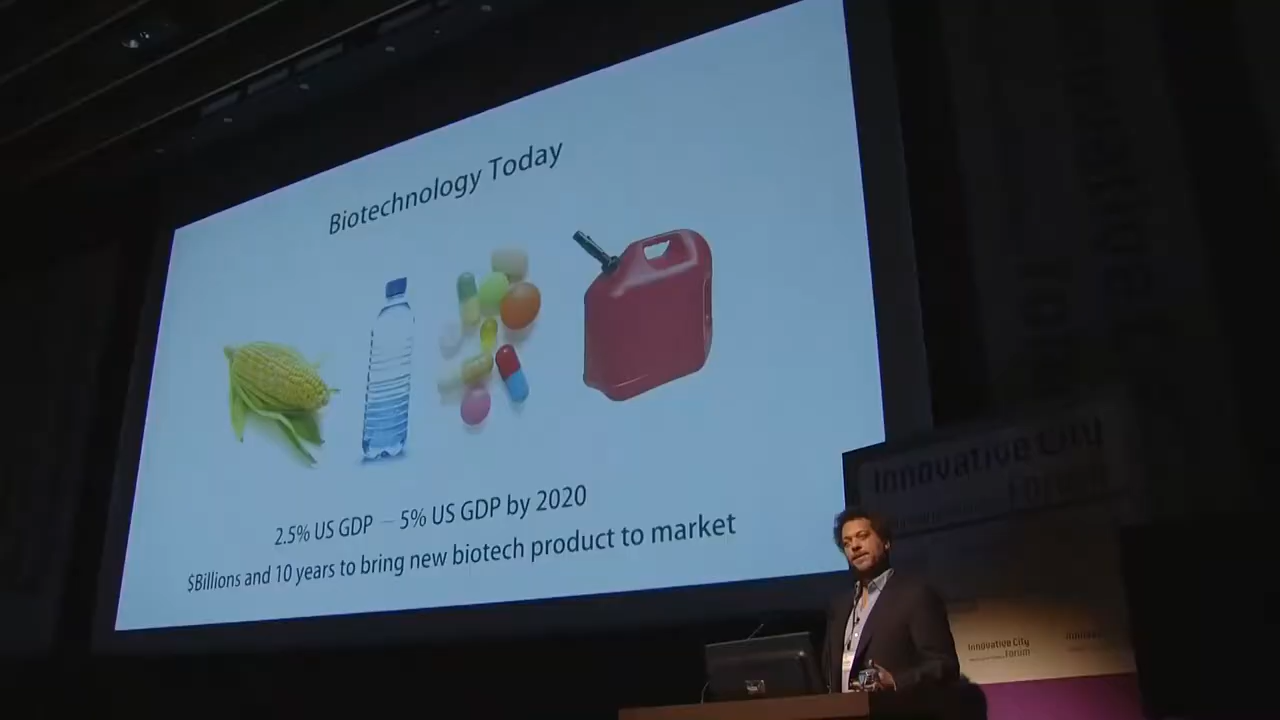 Biotechnology Today
2.5% US GDP – 5% US GDP by 2020
$Billions and 10 years to bring new biotech product to market
Innovative City
Forum
Innovative City
Forum